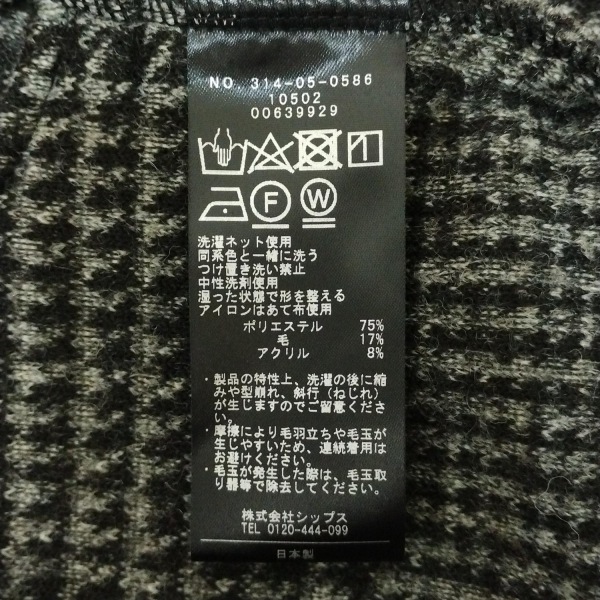 NO. 314-05-0586
10502
00639929
F W
洗濯ネット使用
同系色と一緒に洗う
つけ置き洗い禁止
中性洗剤使用
湿った状態で形を整える
アイロンはあて布使用
ポリエステル 75%
毛 17%
アクリル 8%
・製品の特性上、洗濯の後に縮
みや型崩れ、斜行(ねじれ)
が生じますのでご留意くださ
い。
・摩擦により毛羽立ちや毛玉が
生じやすいため、連続着用は
お避けください。
・毛玉が発生した際は、毛玉取
り器等で除去してください。
株式会社シップス
TEL 0120-444-099
日本製